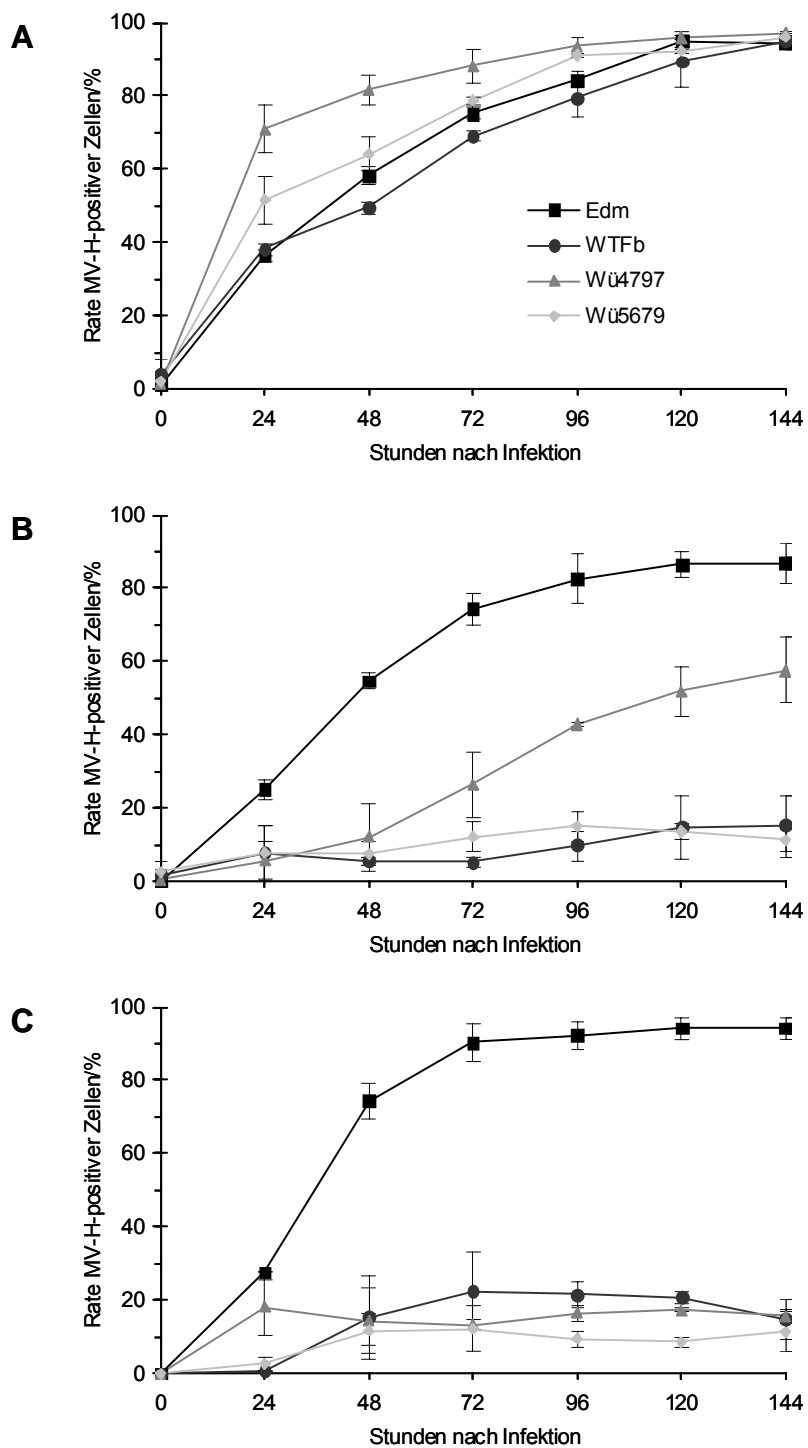 A
Rate MV-H-positiver Zellen/%
100
80
60
40
20
0
Edm
WTFb
Wü4797
Wü5679
0 24 48 72 96 120 144
Stunden nach Infektion
B
Rate MV-H-positiver Zellen/%
100
80
60
40
20
0
0 24 48 72 96 120 144
Stunden nach Infektion
C
Rate MV-H-positiver Zellen/%
100
80
60
40
20
0
0 24 48 72 96 120 144
Stunden nach Infektion